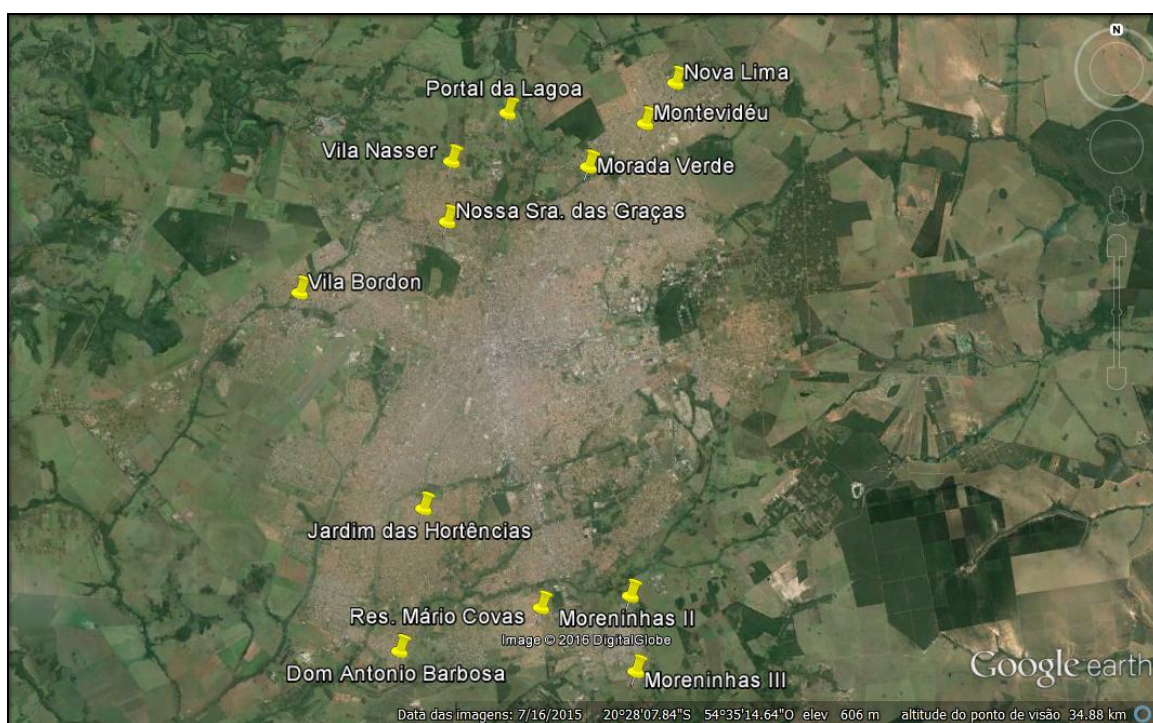 N
Nova Lima
Portal da Lagoa
Montevidéu
Vila Nasser
Morada Verde
Nossa Sra. das Graças
Vila Bordon
Jardim das Hortências
Res. Mário Covas
Moreninhas II
Image © 2016 DigitalGlobe
Dom Antonio Barbosa
Moreninhas III
Google earth
Data das imagens: 7/16/2015 20°28'07.84"S 54°35'14.64"O elev 606 m altitude do ponto de visão 34.88 km